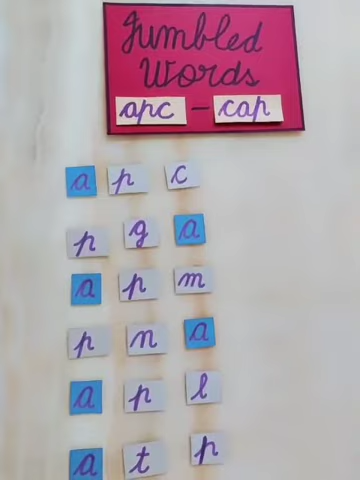 Jumbled
Words
apc - cap
a p c
p g a
a p m
p n a
a p l
a t p